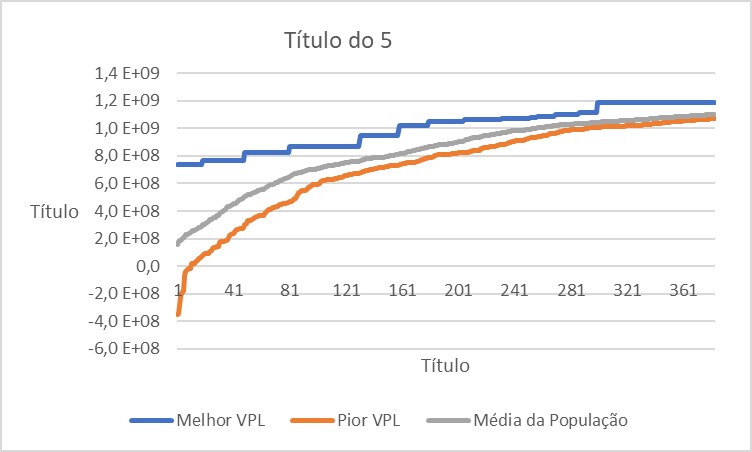 Título do 5
1,4 E+09
1,2 E+09
1,0 E+09
8,0 E+08
6,0 E+08
4,0 E+08
2,0 E+08
0,0
-2,0 E+08
-4,0 E+08
-6,0 E+08
Título
1 41 81 121 161 201 241 281 321 361
Título
Melhor VPL Pior VPL Média da População